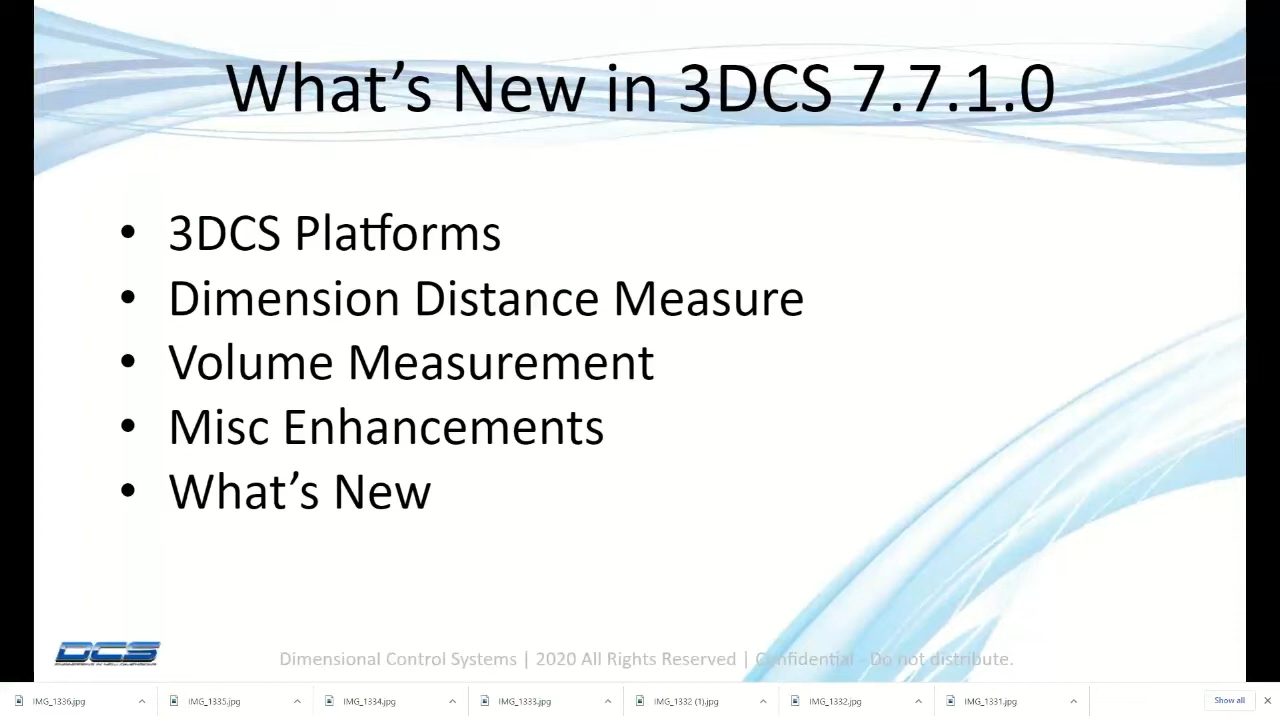 What's New in 3DCS 7.7.1.0
• 3DCS Platforms
• Dimension Distance Measure
• Volume Measurement
• Misc Enhancements
• What's New
DCS
Dimensional Control Systems | 2020 All Rights Reserved | Confidential - Do not distribute.
IMG_1336.jpg IMG_1335.jpg IMG_1334.jpg IMG_1333.jpg IMG_1332 (1).jpg IMG_1332.jpg IMG_1331.jpg Show all